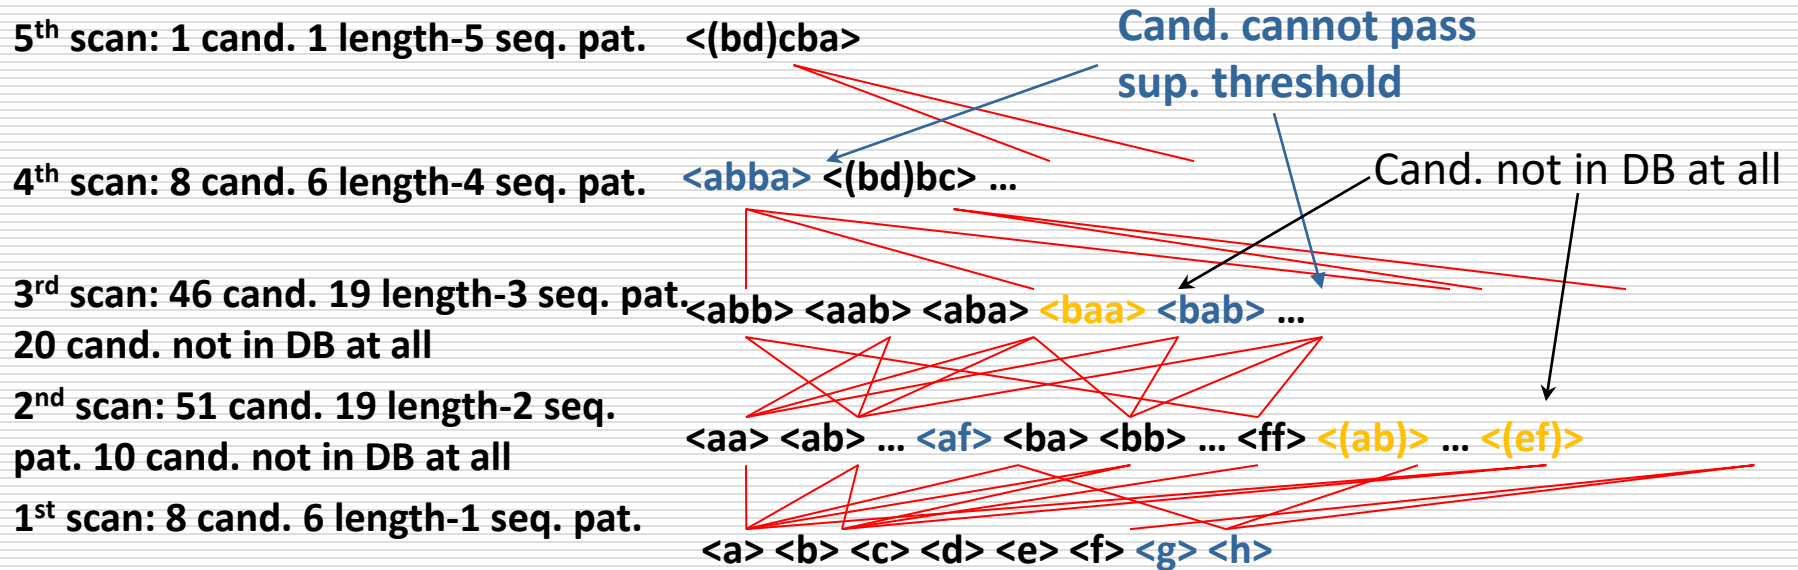 5th scan: 1 cand. 1 length-5 seq. pat. <(bd)cba>
Cand. cannot pass
sup. threshold
4th scan: 8 cand. 6 length-4 seq. pat. <abba> <(bd)bc> …
Cand. not in DB at all
3rd scan: 46 cand. 19 length-3 seq. pat.
20 cand. not in DB at all
<abb> <aab> <aba> <baa> <bab> …
2nd scan: 51 cand. 19 length-2 seq.
pat. 10 cand. not in DB at all
<aa> <ab> … <af> <ba> <bb> … <ff> <(ab)> … <(ef)>
1st scan: 8 cand. 6 length-1 seq. pat.
<a> <b> <c> <d> <e> <f> <g> <h>